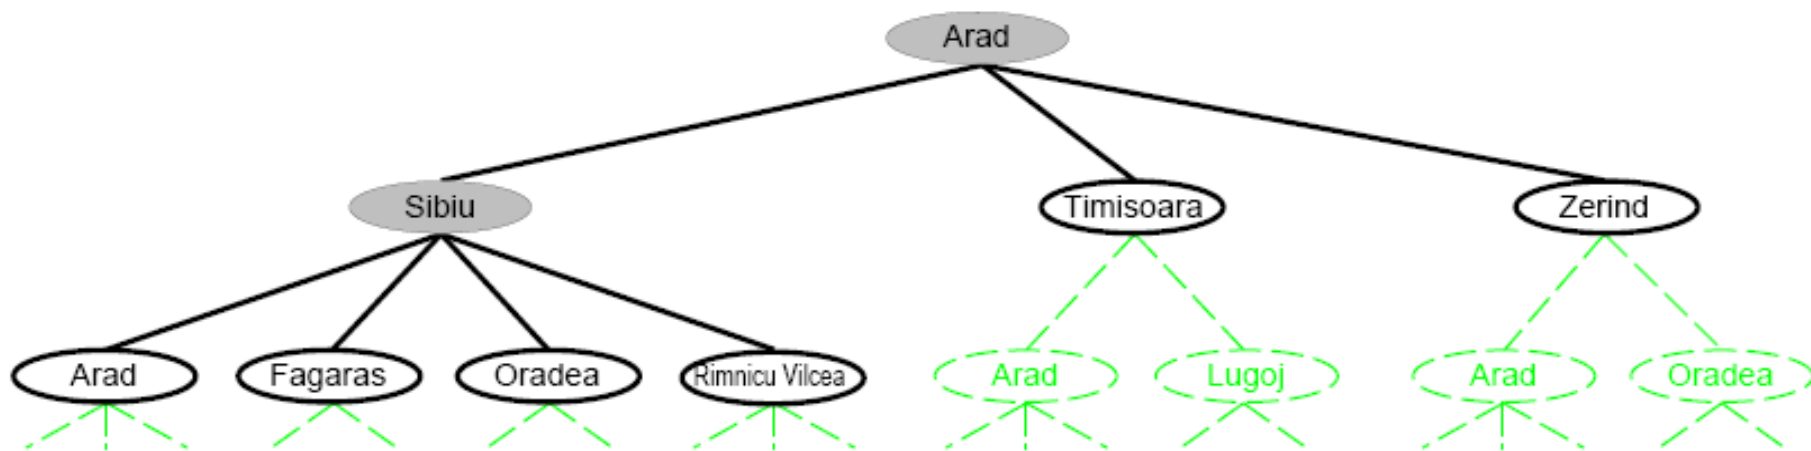 Arad
Sibiu
Timisoara
Zerind
Arad
Fagaras
Oradea
Rimnicu Vilcea
Arad
Lugoj
Arad
Oradea